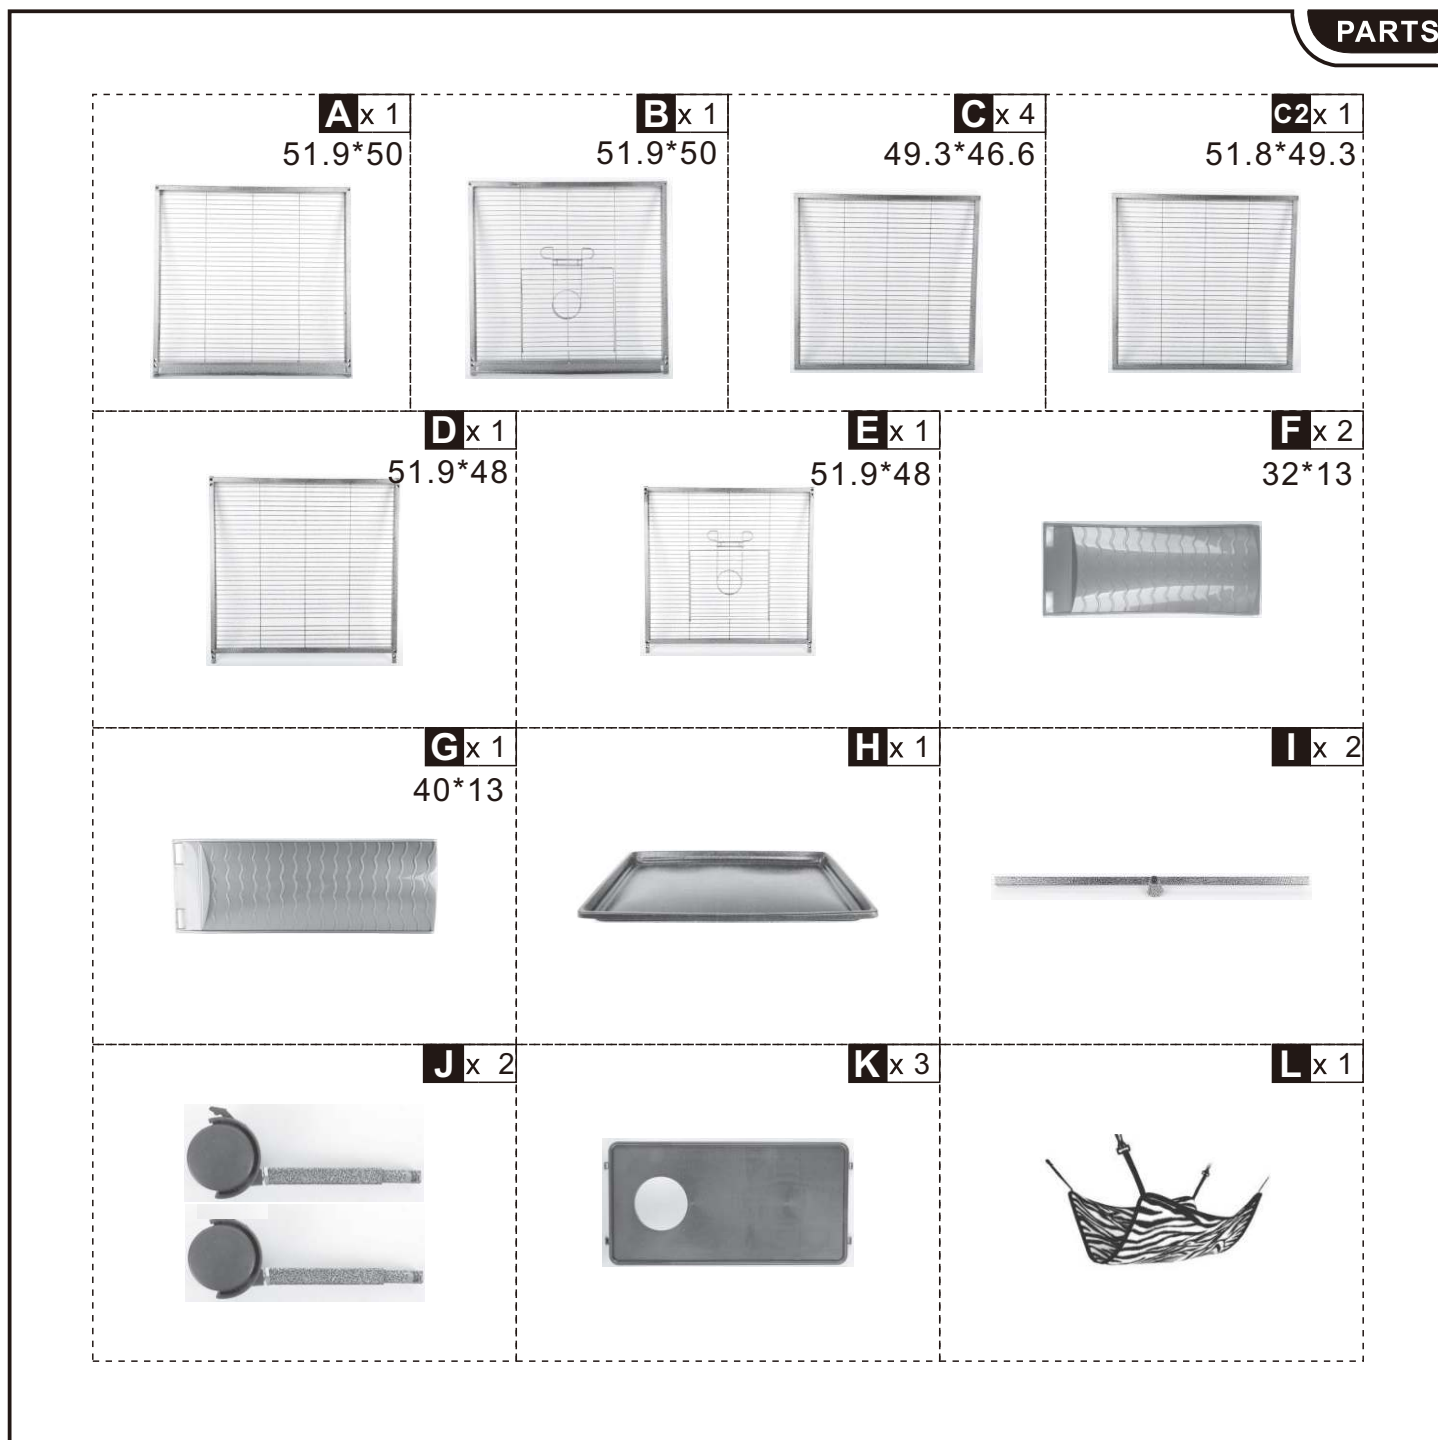 PARTS
A x 1
51.9*50
B x 1
51.9*50
C x 4
49.3*46.6
C2 x 1
51.8*49.3
D x 1
51.9*48
E x 1
51.9*48
F x 2
32*13
G x 1
40*13
H x 1
I x 2
J x 2
K x 3
L x 1